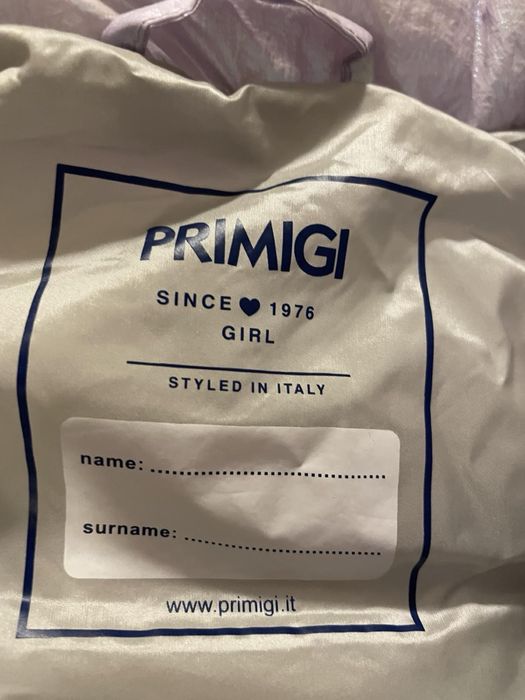 PRIMIGI
SINCE 1976
GIRL
STYLED IN ITALY
name: ................................
surname: ...........................
www.primigi.it